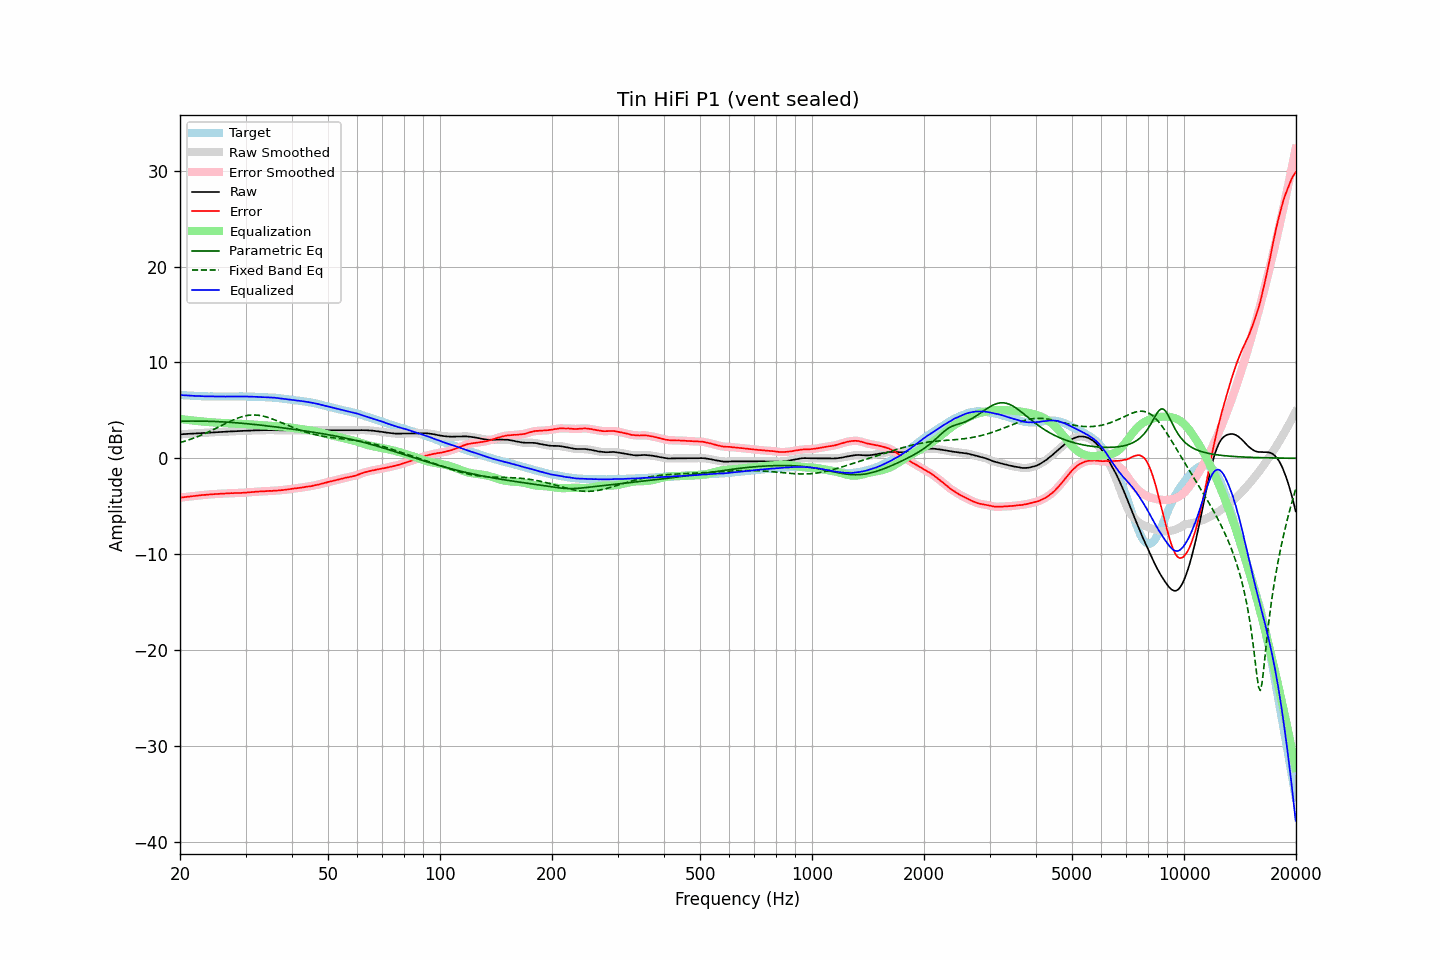 Tin HiFi P1 (vent sealed)
Target
Raw Smoothed
Error Smoothed
Raw
Error
Equalization
Parametric Eq
Fixed Band Eq
Equalized
Amplitude (dBr)
30
20
10
0
−10
−20
−30
−40
20 50 100 200 500 1000 2000 5000 10000 20000
Frequency (Hz)